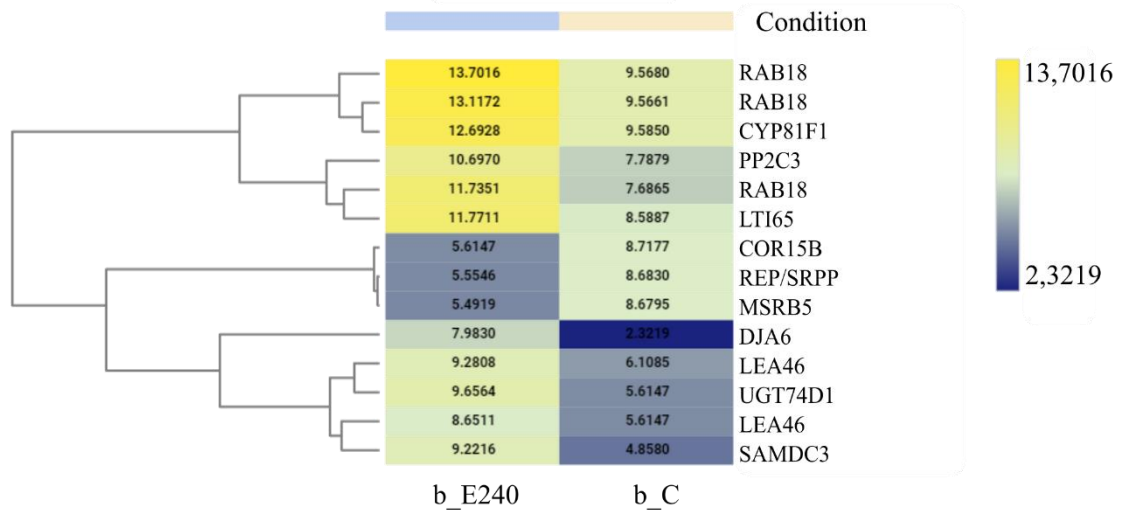 Condition
13.7016 9.5680 RAB18
13.1172 9.5661 RAB18
12.6928 9.5850 CYP81F1
10.6970 7.7879 PP2C3
11.7351 7.6865 RAB18
11.7711 8.5887 LTI65
5.6147 8.7177 COR15B
5.5546 8.6830 REP/SRPP
5.4919 8.6795 MSRB5
7.9830 2.3219 DJA6
9.2808 6.1085 LEA46
9.6564 5.6147 UGT74D1
8.6511 5.6147 LEA46
9.2216 4.8580 SAMDC3
b_E240 b_C
13,7016
2,3219